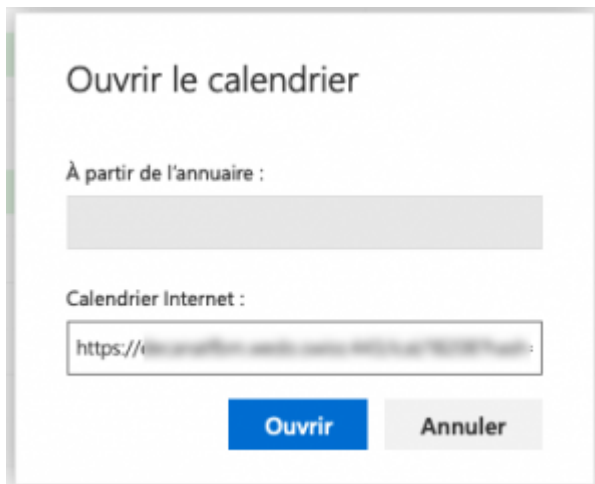 Ouvrir le calendrier
À partir de l'annuaire :
Calendrier Internet :
https://
Ouvrir
Annuler